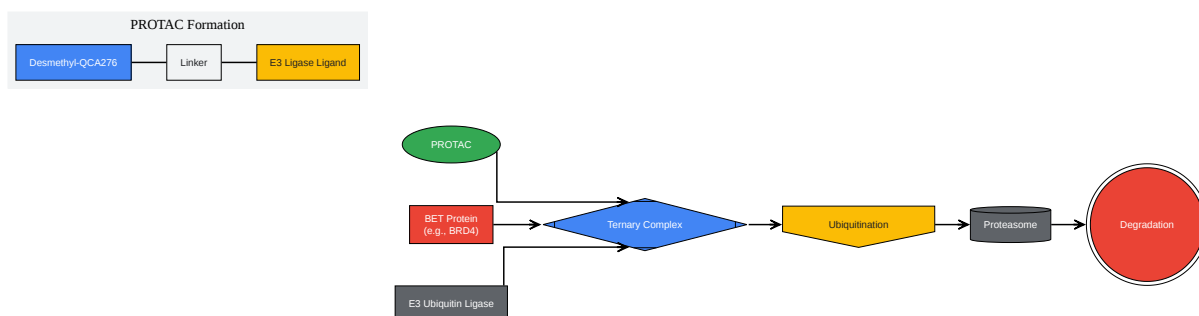 PROTAC Formation
Desmethyl-QCA276
Linker
E3 Ligase Ligand
PROTAC
BET Protein
(e.g., BRD4)
Ternary Complex
Ubiquitination
Proteasome
Degradation
E3 Ubiquitin Ligase